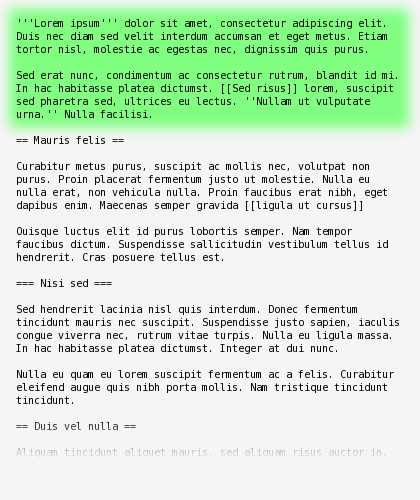 '''Lorem ipsum''' dolor sit amet, consectetur adipiscing elit.
Duis nec diam sed velit interdum accumsan et eget metus. Etiam
tortor nisl, molestie ac egestas nec, dignissim quis purus.
Sed erat nunc, condimentum ac consectetur rutrum, blandit id mi.
In hac habitasse platea dictumst. [[Sed risus]] lorem, suscipit
sed pharetra sed, ultrices eu lectus. ''Nullam ut vulputate
urna.'' Nulla facilisi.
== Mauris felis ==
Curabitur metus purus, suscipit ac mollis nec, volutpat non
purus. Proin placerat fermentum justo ut molestie. Nulla eu
nulla erat, non vehicula nulla. Proin faucibus erat nibh, eget
dapibus enim. Maecenas semper gravida [[ligula ut cursus]]
Quisque luctus elit id purus lobortis semper. Nam tempor
faucibus dictum. Suspendisse sallicitudin vestibulum tellus id
hendrerit. Cras posuere tellus est.
=== Nisi sed ===
Sed hendrerit lacinia nisl quis interdum. Donec fermentum
tincidunt mauris nec suscipit. Suspendisse justo sapien, iaculis
congue viverra nec, rutrum vitae turpis. Nulla eu ligula massa.
In hac habitasse platea dictumst. Integer at dui nunc.
Nulla eu quam eu lorem suscipit fermentum ac a felis. Curabitur
eleifend augue quis nibh porta mollis. Nam tristique tincidunt
tincidunt.
== Duis vel nulla ==
Aliquam tincidunt aliquet mauris, sed aliquam risus auctor in.